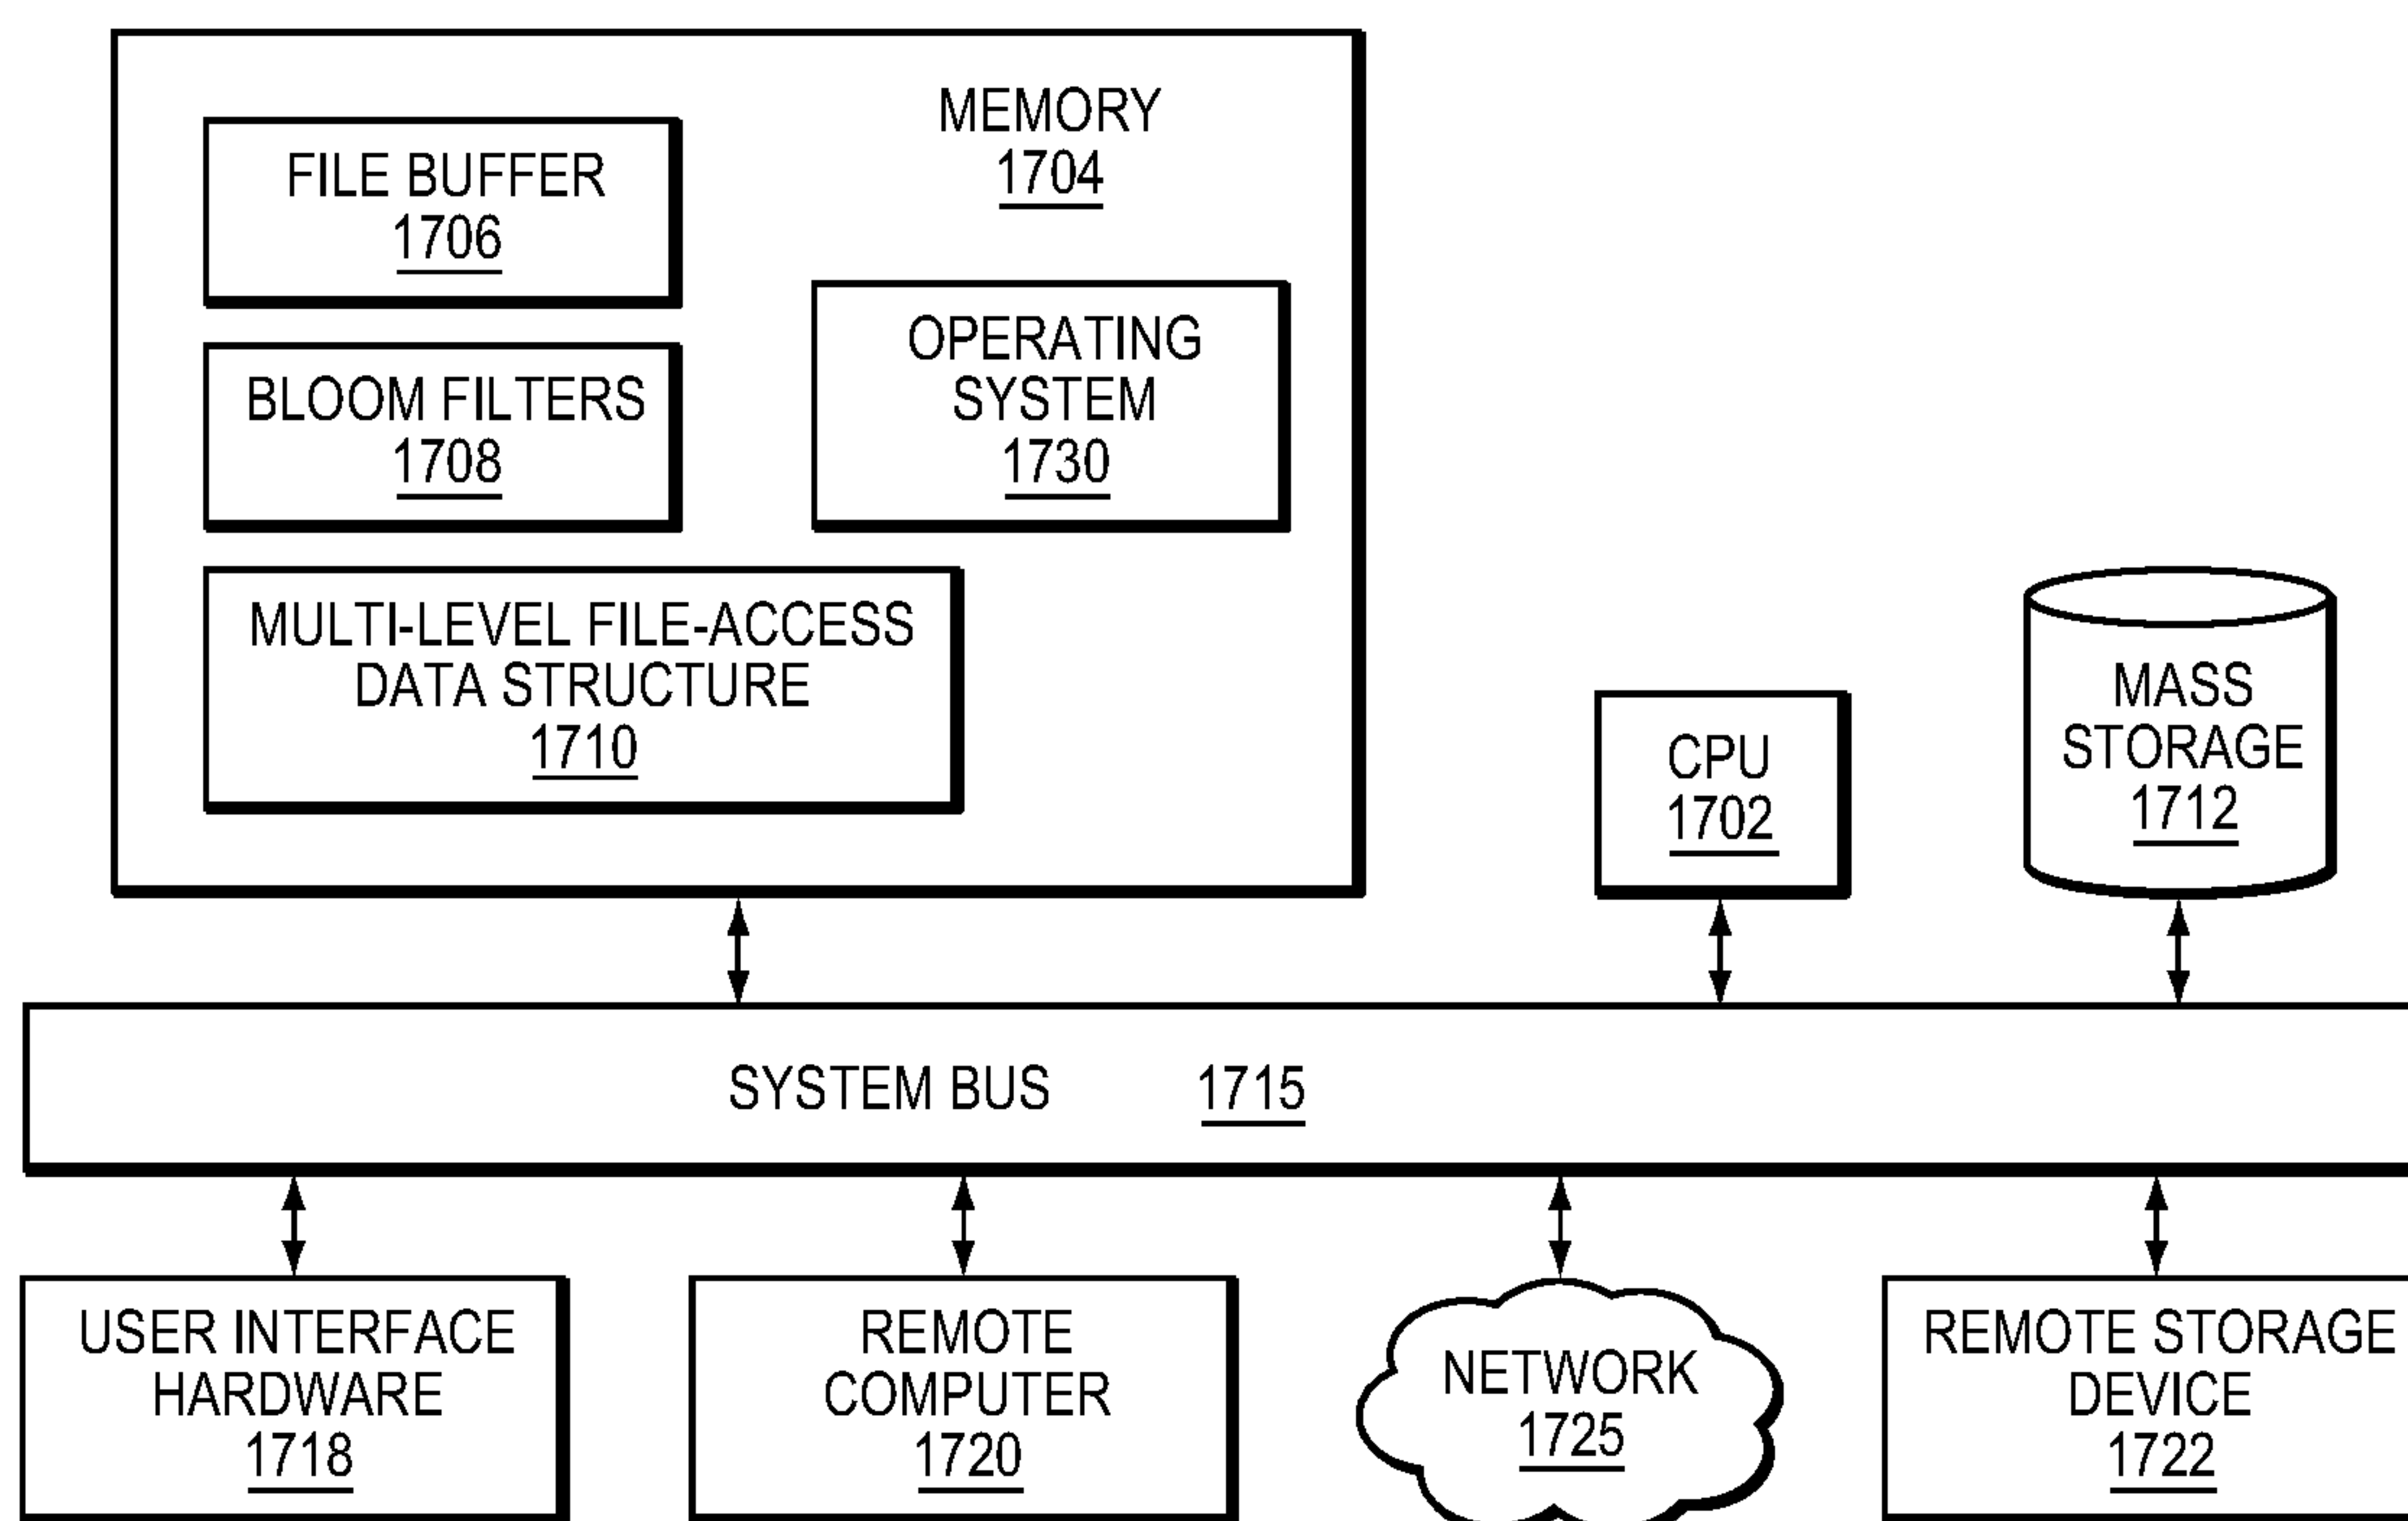 MEMORY
1704
FILE BUFFER
1706
OPERATING
SYSTEM
1730
BLOOM FILTERS
1708
MULTI-LEVEL FILE-ACCESS
DATA STRUCTURE
1710
CPU
1702
MASS
STORAGE
1712
SYSTEM BUS 1715
USER INTERFACE
HARDWARE
1718
REMOTE
COMPUTER
1720
NETWORK
1725
REMOTE STORAGE
DEVICE
1722